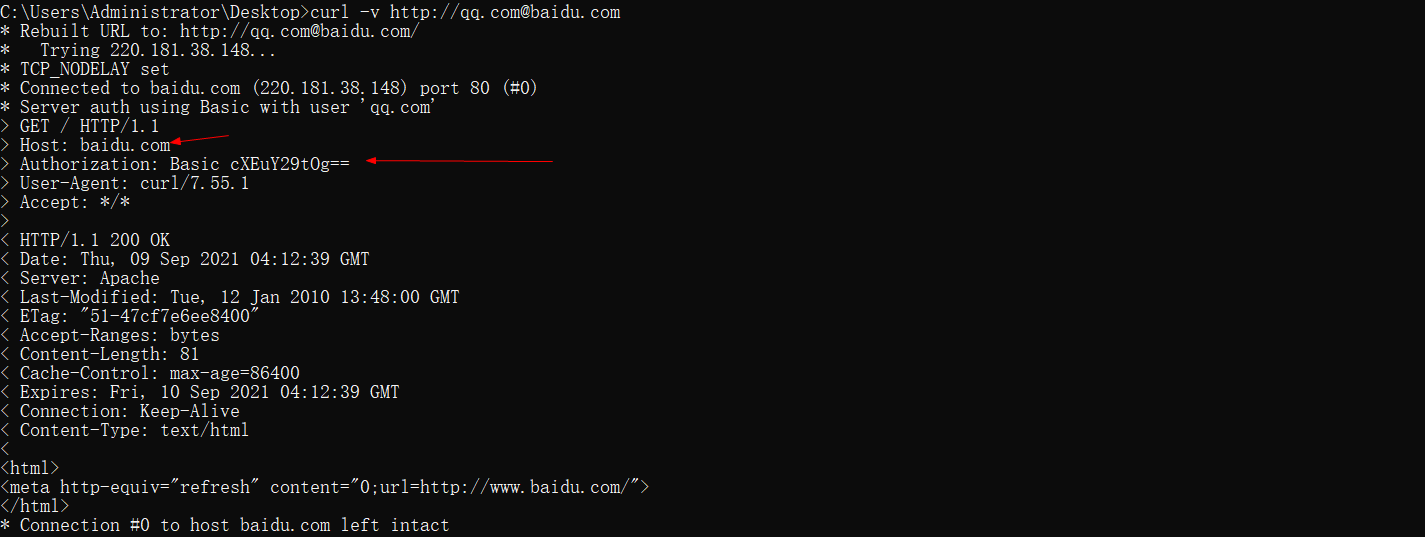 C:\Users\Administrator\Desktop>curl -v http://qq.com@baidu.com
* Rebuilt URL to: http://qq.com@baidu.com/
*   Trying 220.181.38.148...
* TCP_NODELAY set
* Connected to baidu.com (220.181.38.148) port 80 (#0)
* Server auth using Basic with user 'qq.com'
> GET / HTTP/1.1
> Host: baidu.com
> Authorization: Basic cXEuY29tOg==
> User-Agent: curl/7.55.1
> Accept: */*
>
< HTTP/1.1 200 OK
< Date: Thu, 09 Sep 2021 04:12:39 GMT
< Server: Apache
< Last-Modified: Tue, 12 Jan 2010 13:48:00 GMT
< ETag: "51-47cf7e6ee8400"
< Accept-Ranges: bytes
< Content-Length: 81
< Cache-Control: max-age=86400
< Expires: Fri, 10 Sep 2021 04:12:39 GMT
< Connection: Keep-Alive
< Content-Type: text/html
<
<html>
<meta http-equiv="refresh" content="0;url=http://www.baidu.com/">
</html>
* Connection #0 to host baidu.com left intact